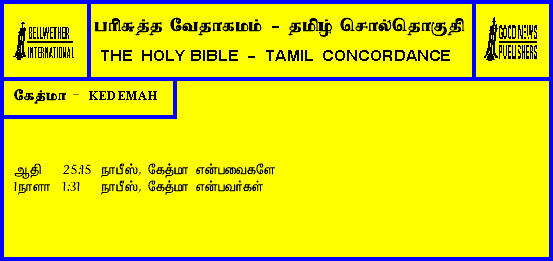 BELLWETHER
INTERNATIONAL
பரிசுத்த வேதாகமம் - தமிழ் சொல்தொகுதி
THE HOLY BIBLE - TAMIL CONCORDANCE
GOOD NEWS
PUBLISHERS
கேத்மா - KEDEMAH
ஆதி 25:15 நாபீஸ், கேத்மா என்பவைகளே
1நாளா 1:31 நாபீஸ், கேத்மா என்பவர்கள்